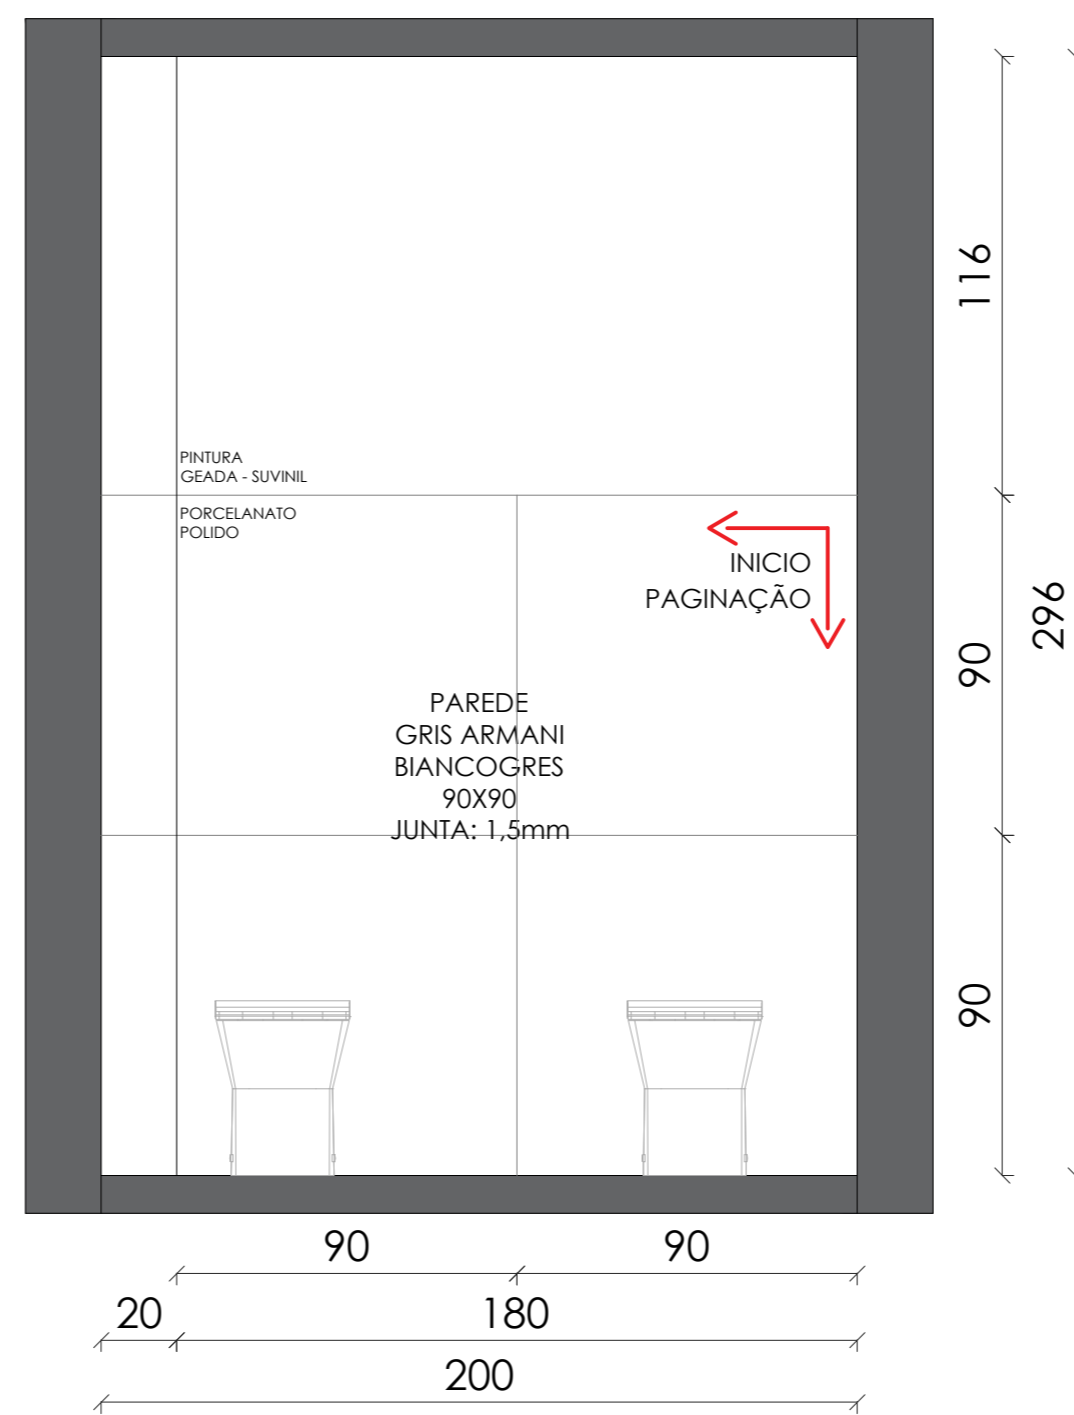 116
PINTURA
GEADA - SUVINIL
PORCELANATO
POLIDO
INICIO
PAGINAÇÃO
296
90
PAREDE
GRIS ARMANI
BIANCOGRES
90X90
JUNTA: 1,5mm
90
90
90
20
180
200